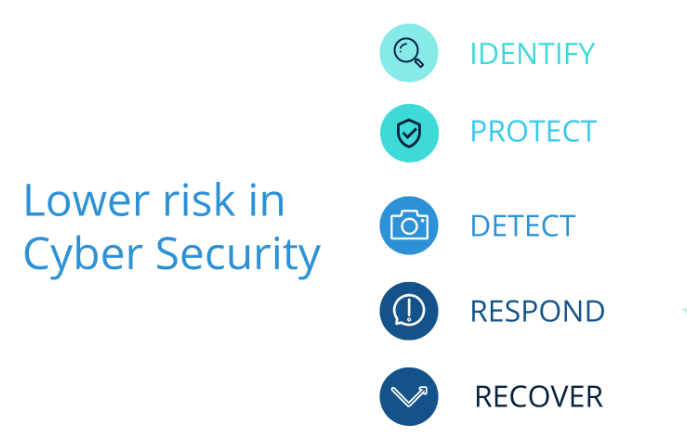 Lower risk in
Cyber Security
IDENTIFY
PROTECT
DETECT
RESPOND
RECOVER